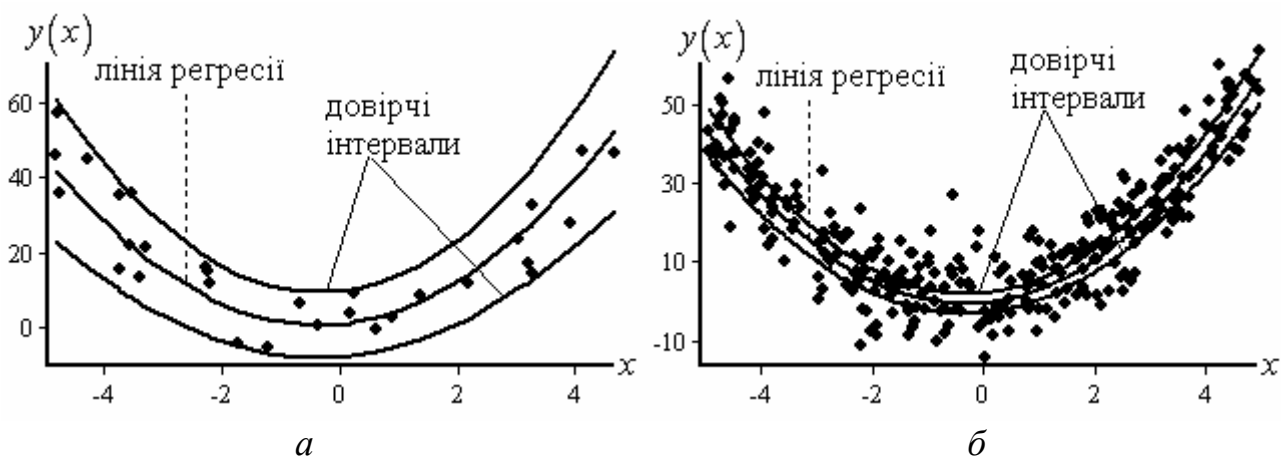 y(x)
лінія регресії
довірчі
інтервали
60
40
20
0
-4
-2
0
2
4
x
а
y(x)
лінія регресії
довірчі
інтервали
50
30
10
-10
-4
-2
0
2
4
x
б